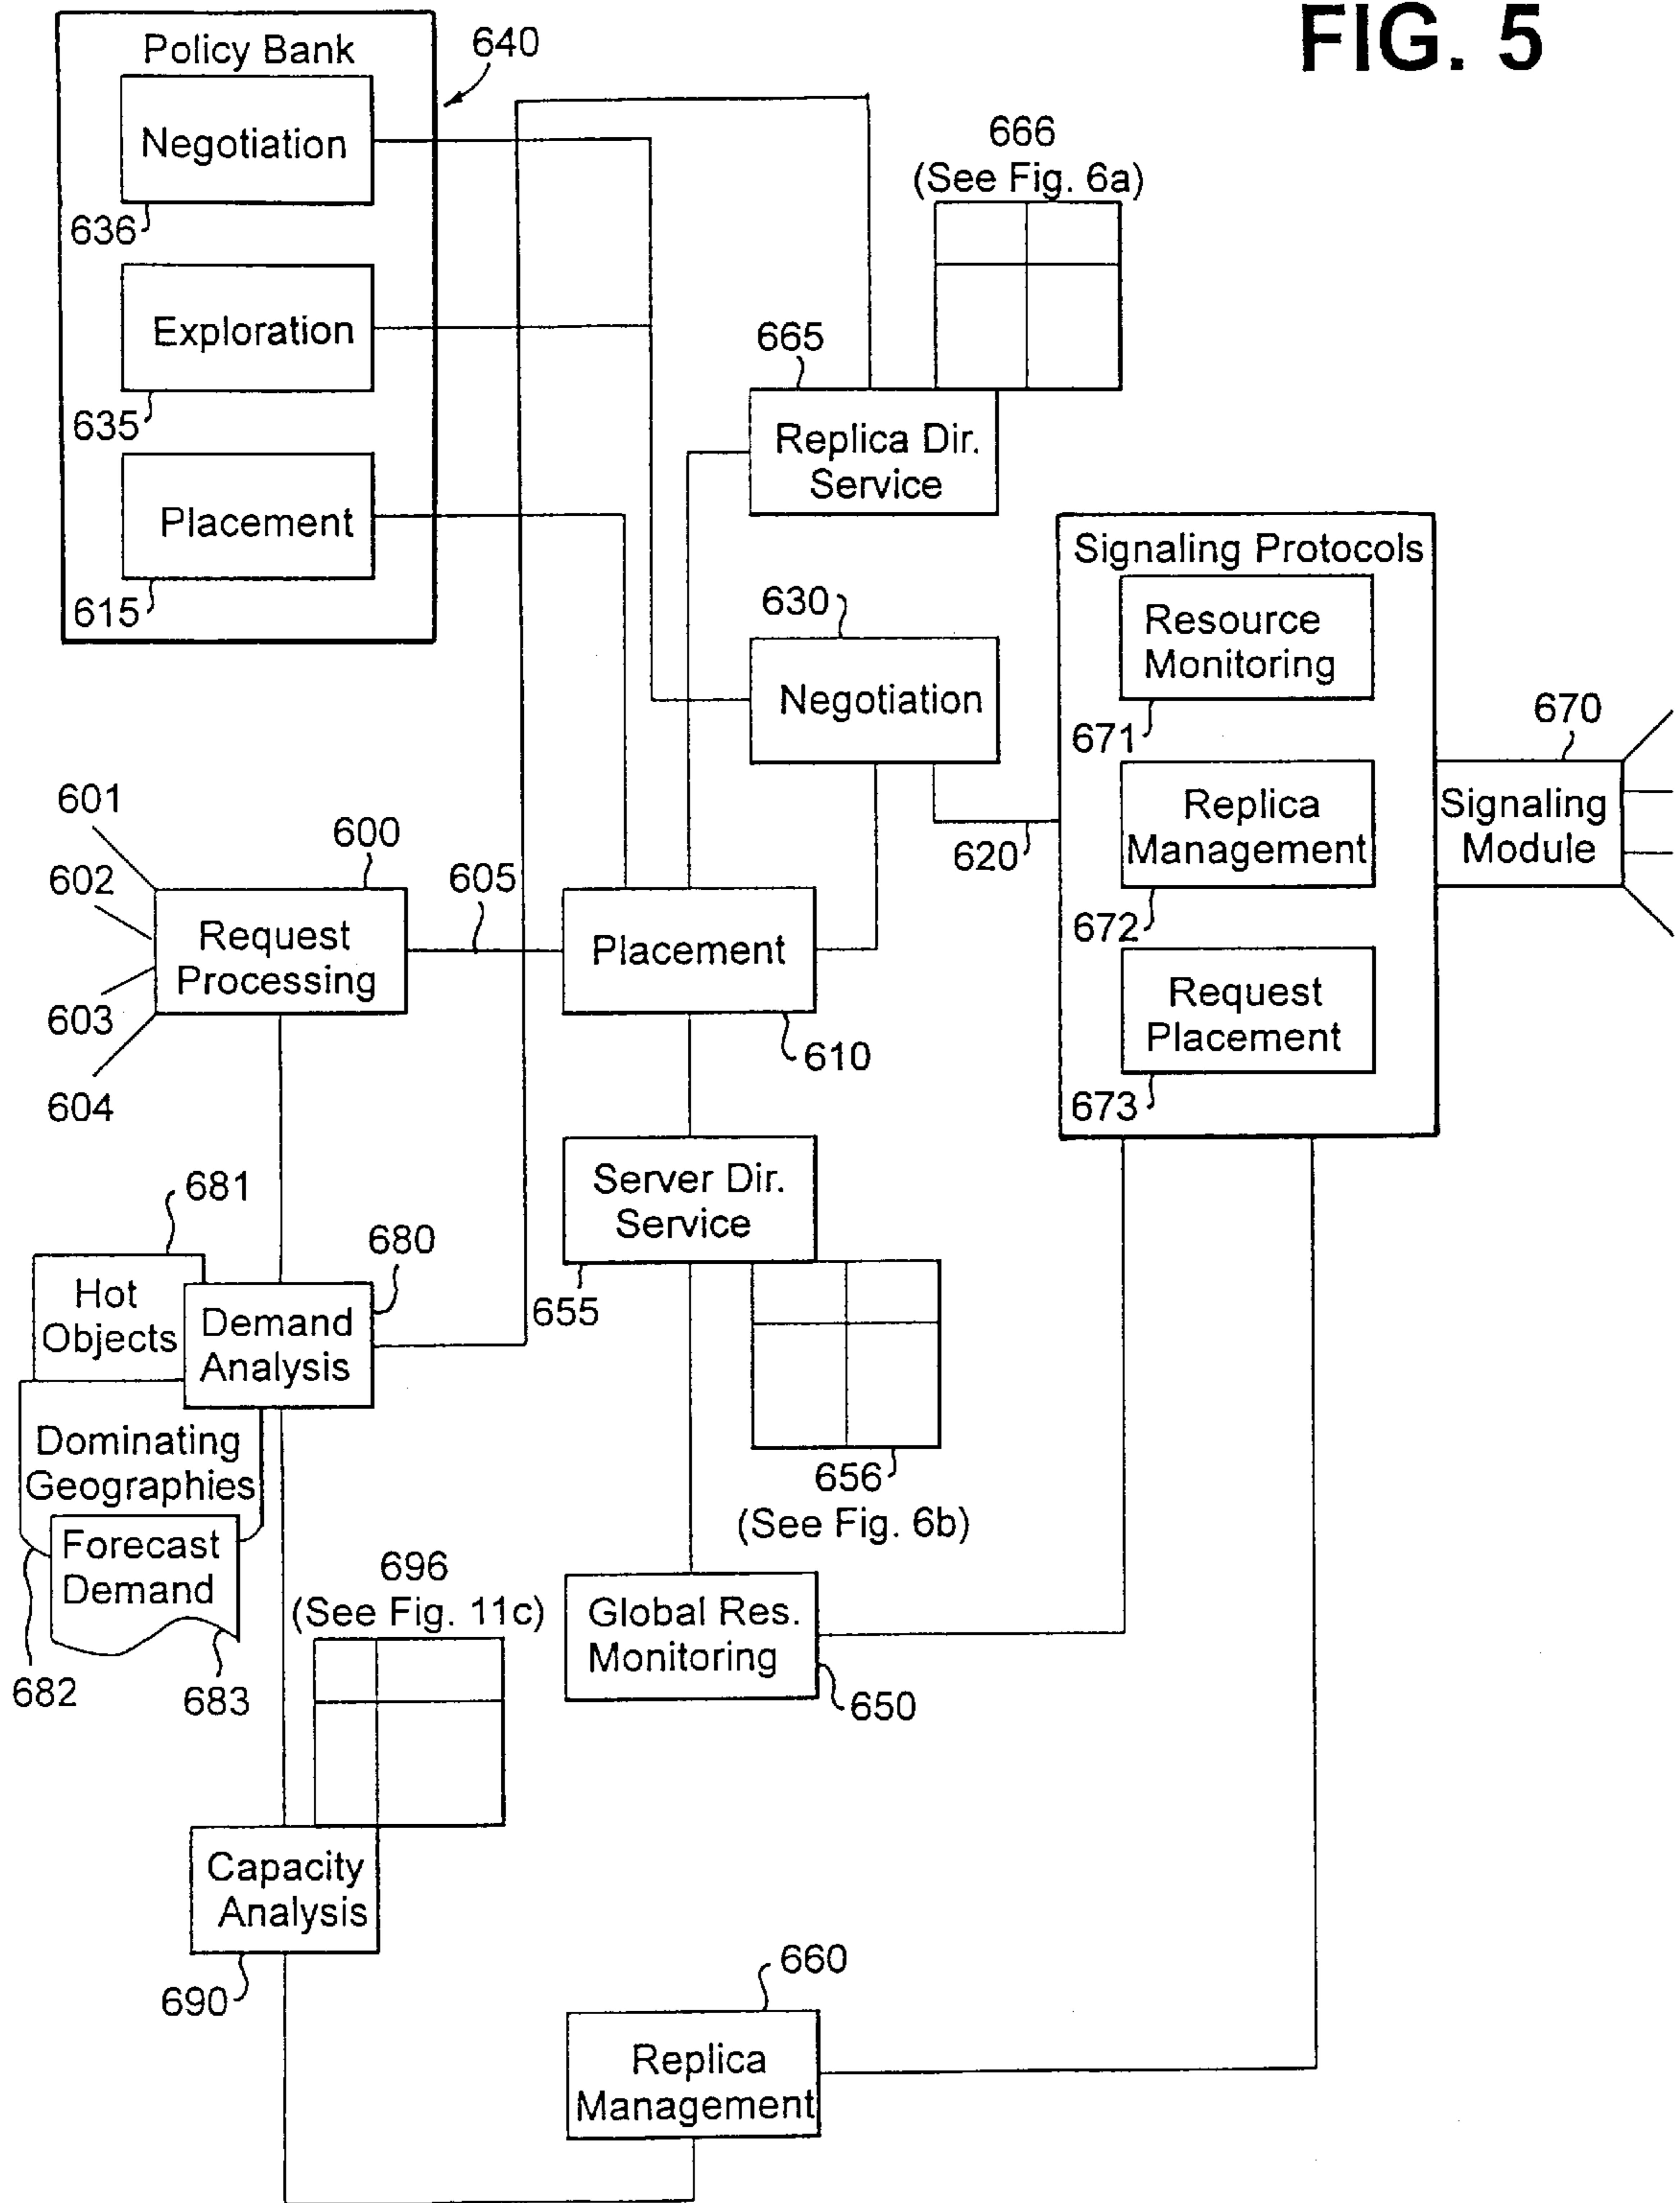 FIG. 5
Policy Bank
640
Negotiation
636
Exploration
635
Placement
615
666
(See Fig. 6a)
665
Replica Dir.
Service
630
Negotiation
620
Signaling Protocols
Resource
Monitoring
671
Replica
Management
672
Request
Placement
673
670
Signaling
Module
601
602
603
604
600
Request
Processing
605
Placement
610
Server Dir.
Service
655
656
(See Fig. 6b)
681
Hot
Objects
680
Demand
Analysis
Dominating
Geographies
Forecast
Demand
682
683
696
(See Fig. 11c)
Global Res.
Monitoring
650
Capacity
Analysis
690
660
Replica
Management